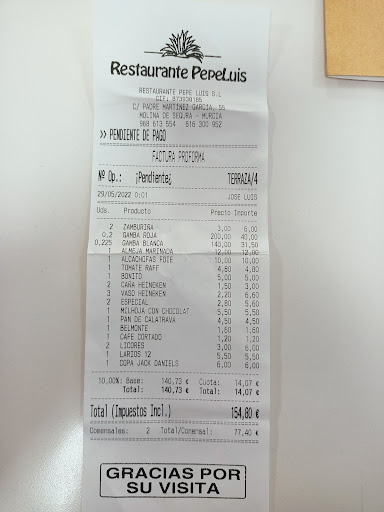 Restaurante PepeLuis
RESTAURANTE PEPE LUIS S.L
CIF: B73930165
C/ PADRE MARTINEZ GARCIA, 55
MOLINA DE SEGURA - MURCIA
968 613 554 616 300 952
>> PENDIENTE DE PAGO
FACTURA PROFORMA
Nº Op.: ¡Pendiente¿ TERRAZA/4
29/05/2022 0:01 JOSE LUIS
Uds. Producto Precio Importe
2 ZAMBURIÑA 3,00 6,00
0,2 GAMBA ROJA 200,00 40,00
0,225 GAMBA BLANCA 140,00 31,50
1 ALMEJA MARINADA 12,00 12,00
1 ALCACHOFAS FOIE 10,00 10,00
1 TOMATE RAFF 4,80 4,80
1 BONITO 5,00 5,00
2 CARA HEINEKEN 1,50 3,00
3 VASO HEINEKEN 2,20 6,60
2 ESPECIAL 2,80 5,60
1 MILHOJA CON CHOCOLAT 5,50 5,50
1 PAN DE CALATRAVA 4,50 4,50
1 BELMONTE 1,60 1,60
1 CAFE CORTADO 1,20 1,20
2 LICORES 3,00 6,00
1 LARIOS 12 5,50 5,50
1 COPA JACK DANIELS 6,00 6,00
10,00%: Base: 140,73 € Cuota: 14,07 €
Total: 140,73 € Total: 14,07 €
Total (Impuestos Incl.) 154,80 €
Comensales: 2 Total/Comensal: 77,40 €
GRACIAS POR
SU VISITA